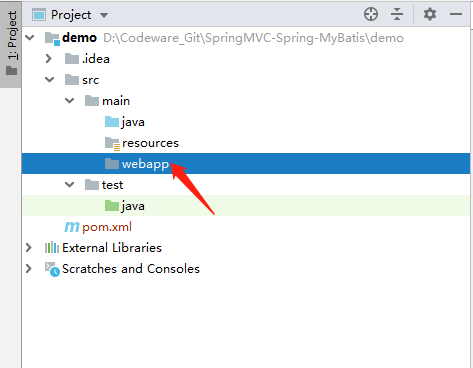 1: Project
Project
demo D:\Codeware_Git\SpringMVC-Spring-MyBatis\demo
.idea
src
main
java
resources
webapp
test
java
pom.xml
External Libraries
Scratches and Consoles